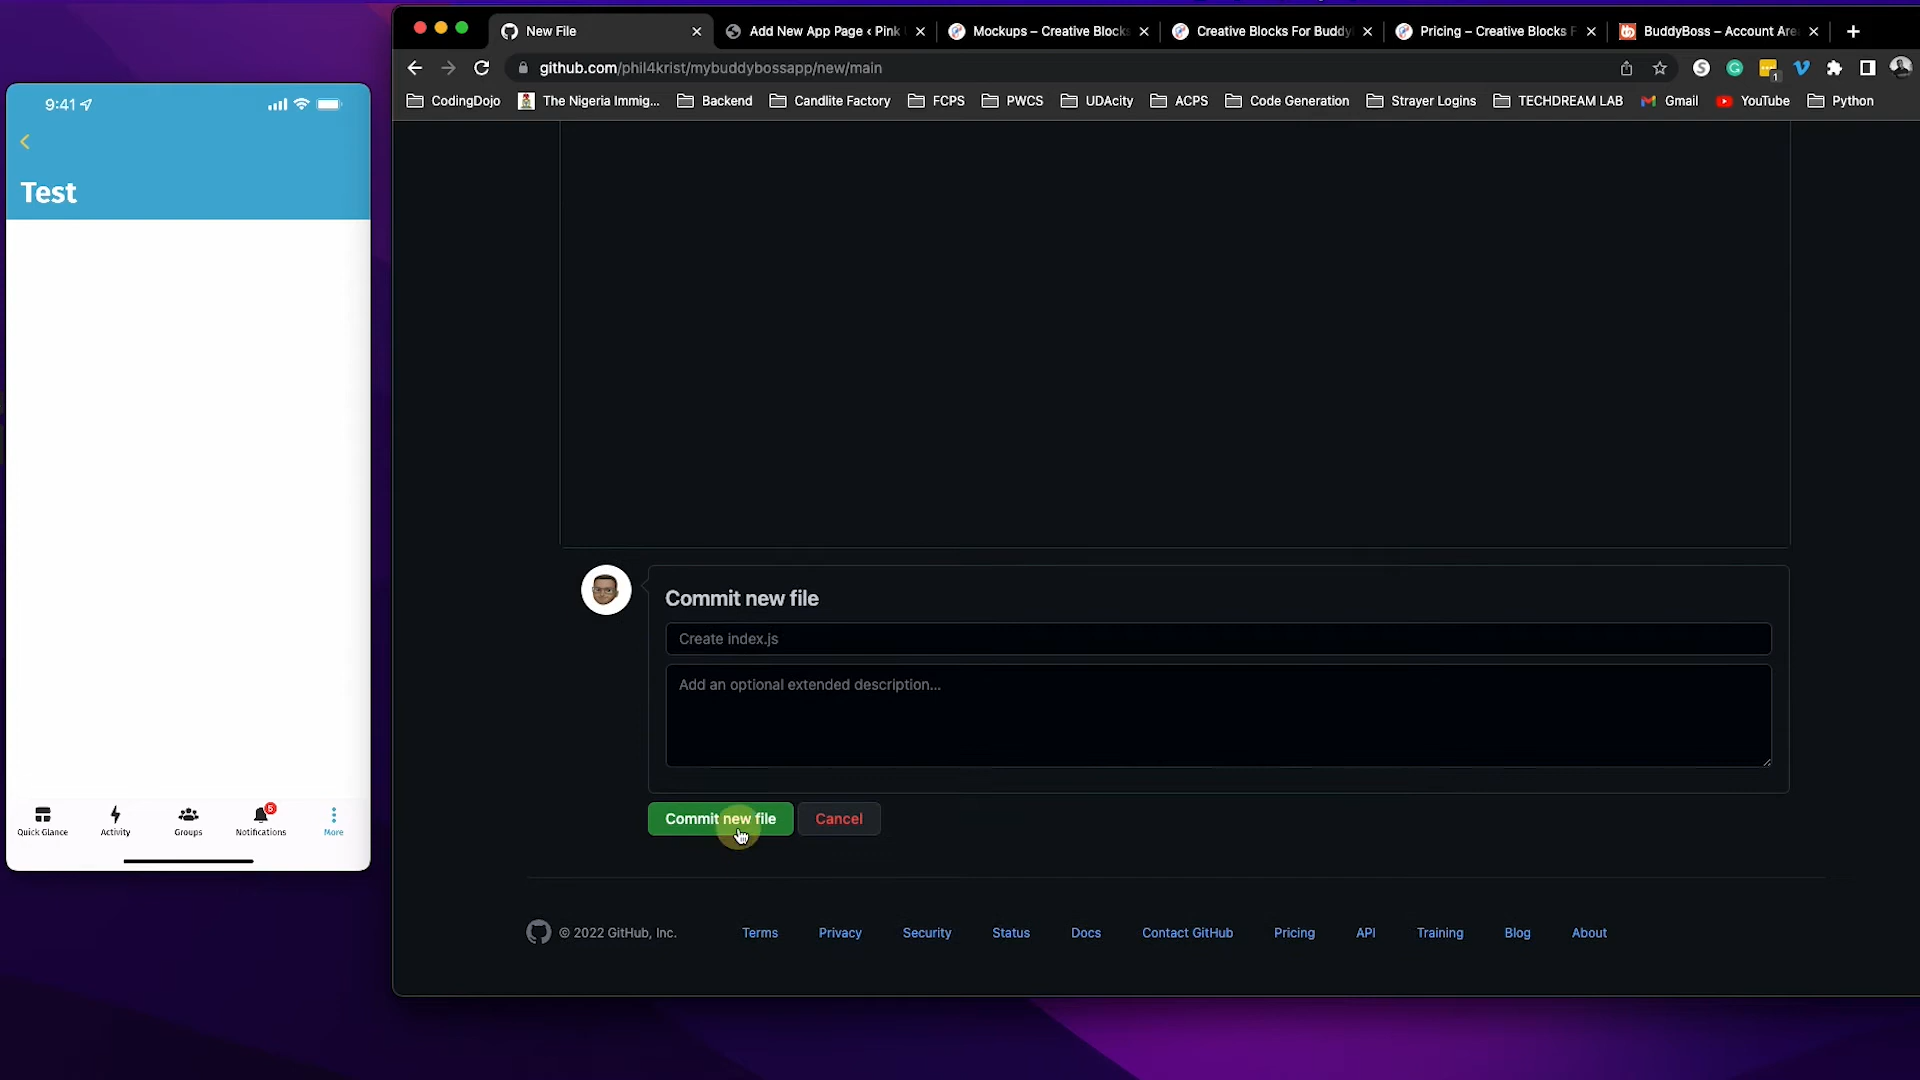 9:41
Test
Quick Glance
Activity
Groups
5
Notifications
More
New File
Add New App Page ‹ Pink
Mockups – Creative Blocks
Creative Blocks For Buddy
Pricing – Creative Blocks F
BuddyBoss – Account Are
github.com/phil4krist/mybuddybossapp/new/main
1
CodingDojo
The Nigeria Immig...
Backend
Candlite Factory
FCPS
PWCS
UDAcity
ACPS
Code Generation
Strayer Logins
TECHDREAM LAB
Gmail
YouTube
Python
Commit new file
Create index.js
Add an optional extended description...
Commit new file
Cancel
© 2022 GitHub, Inc.
Terms
Privacy
Security
Status
Docs
Contact GitHub
Pricing
API
Training
Blog
About